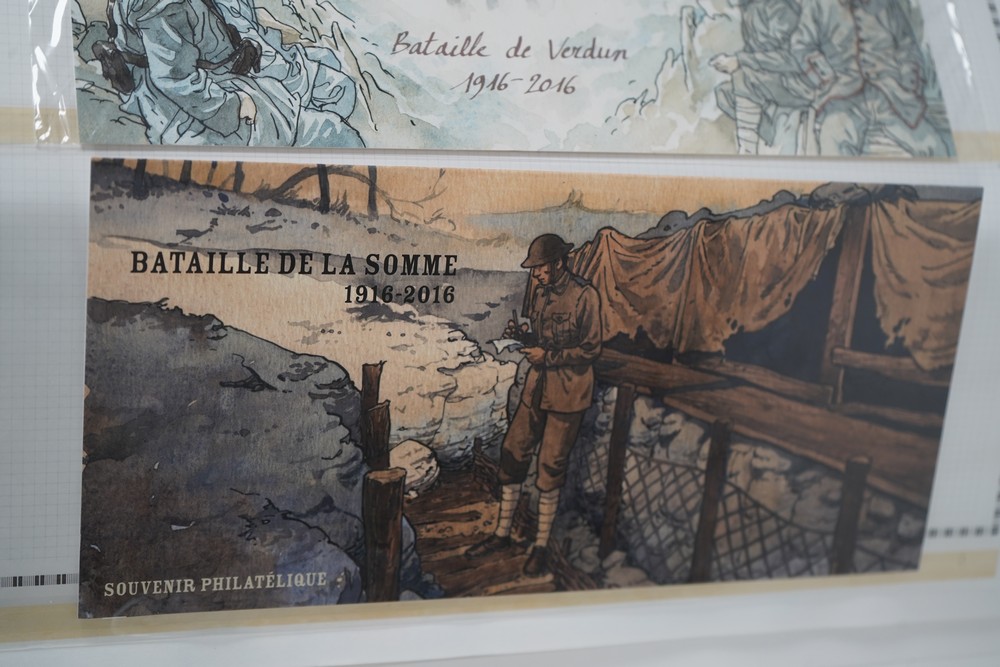 Bataille de Verdun
1916-2016
BATAILLE DE LA SOMME
1916-2016
SOUVENIR PHILATÉLIQUE